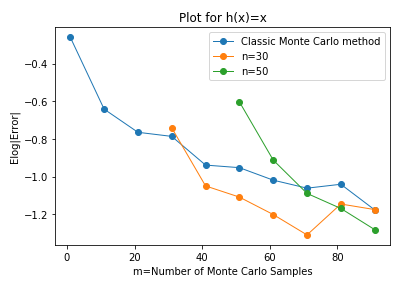 Plot for h(x)=x
Classic Monte Carlo method
n=30
n=50
Elog|Error|
−0.4
−0.6
−0.8
−1.0
−1.2
0
20
40
60
80
m=Number of Monte Carlo Samples